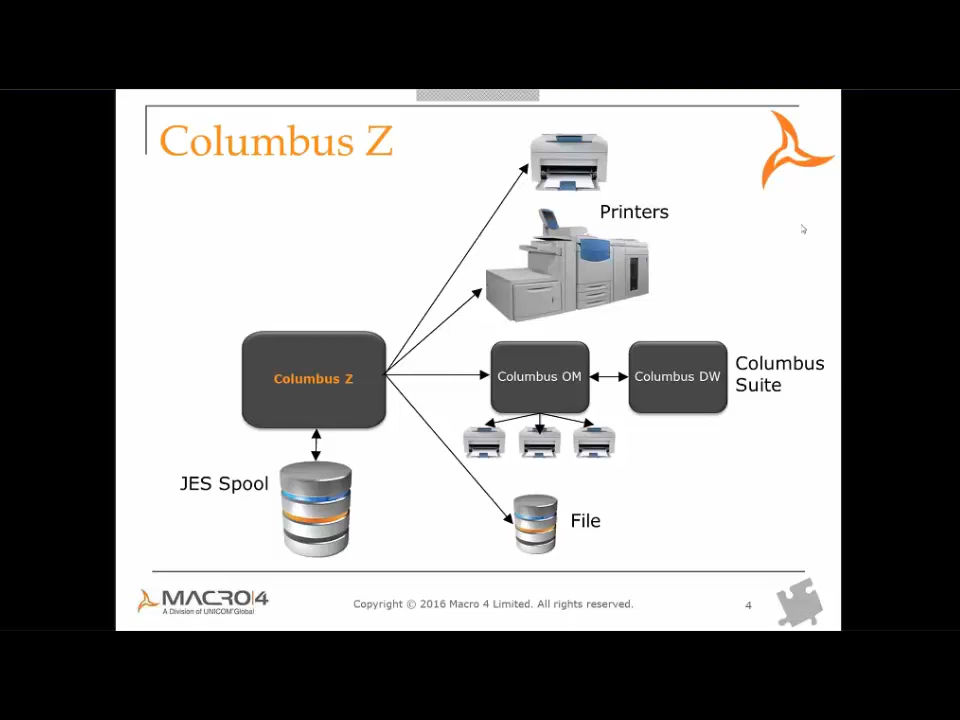 Columbus Z
Printers
Columbus Z
Columbus OM
Columbus DW
Columbus
Suite
JES Spool
File
MACRO|4
A Division of UNICOM® Global
Copyright © 2016 Macro 4 Limited. All rights reserved.
4